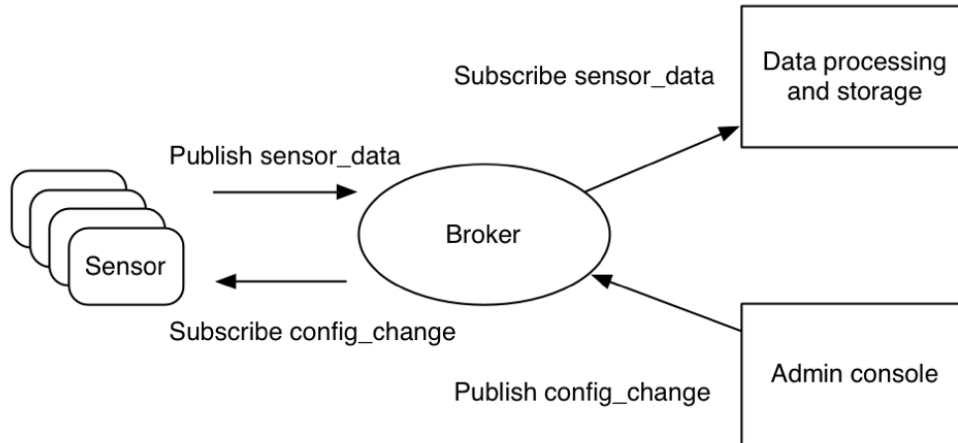 Subscribe sensor_data
Data processing
and storage
Publish sensor_data
Broker
Sensor
Subscribe config_change
Publish config_change
Admin console